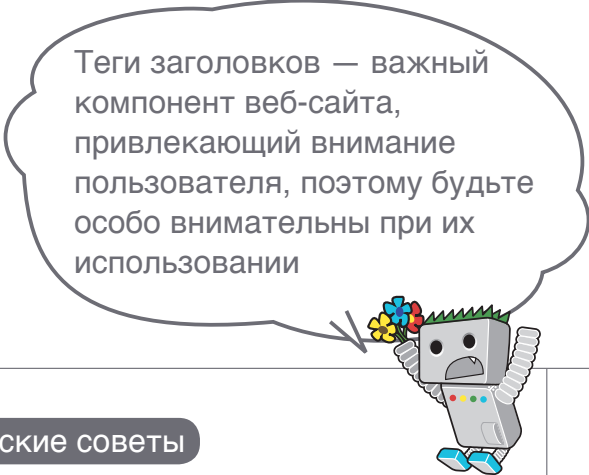 Теги заголовков — важный
компонент веб-сайта,
привлекающий внимание
пользователя, поэтому будьте
особо внимательны при их
использовании
ские советы